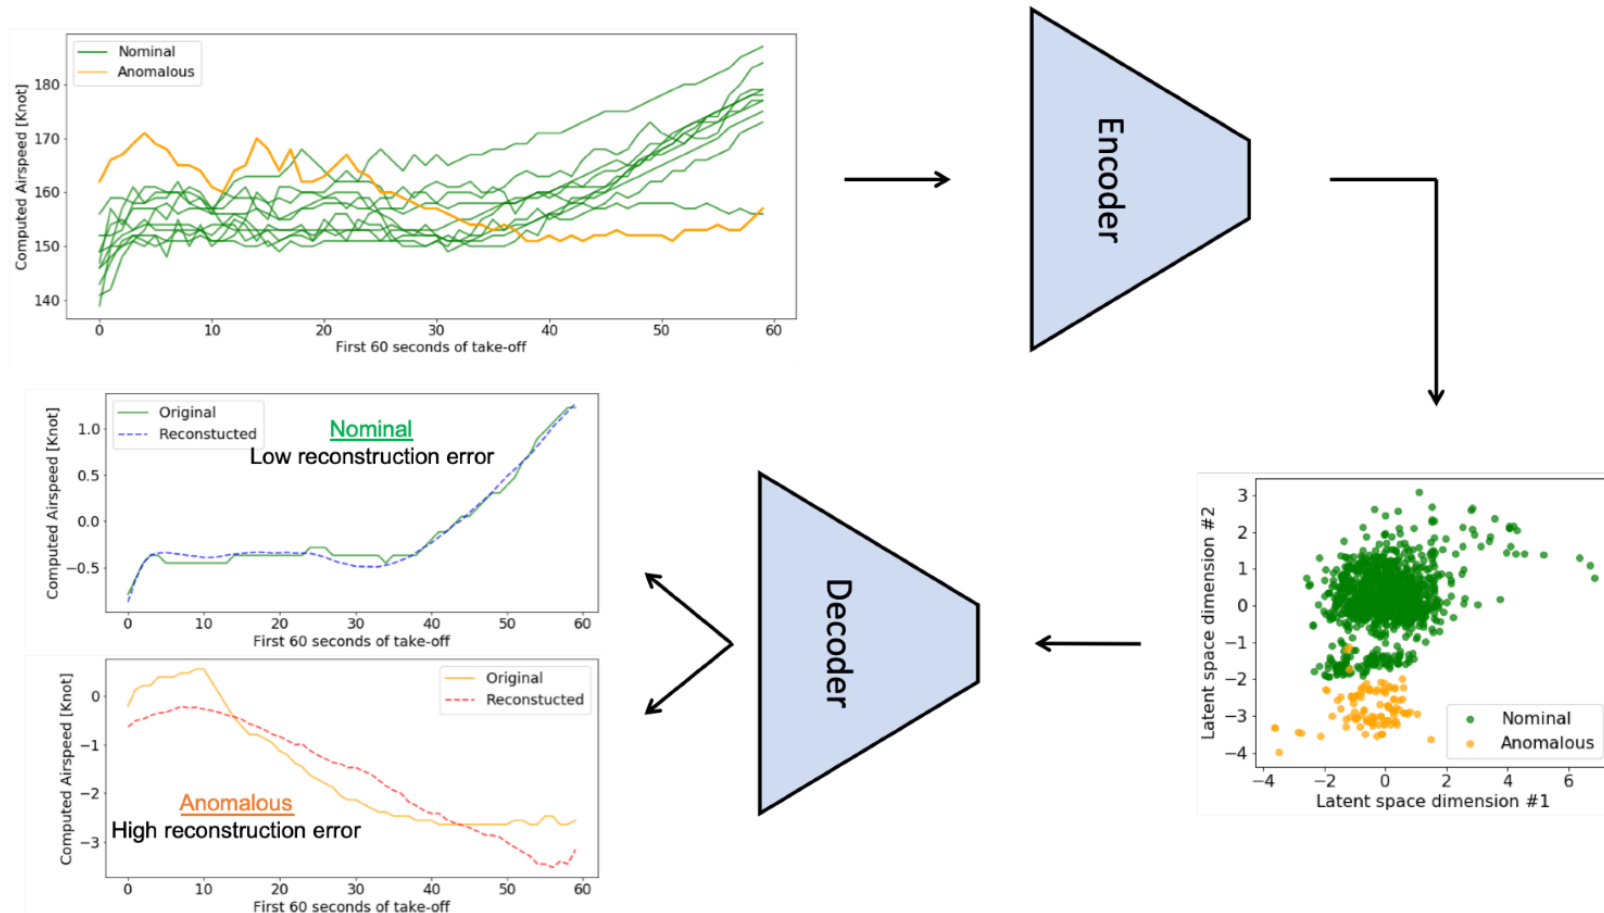 Nominal
Anomalous
Computed Airspeed [Knot]
180
170
160
150
140
0 10 20 30 40 50 60
First 60 seconds of take-off
Encoder
Original
Reconstucted
Nominal
Low reconstruction error
Computed Airspeed [Knot]
1.0
0.5
0.0
−0.5
0 10 20 30 40 50 60
First 60 seconds of take-off
Original
Reconstucted
Anomalous
High reconstruction error
Computed Airspeed [Knot]
0
−1
−2
−3
0 10 20 30 40 50 60
First 60 seconds of take-off
Decoder
Latent space dimension #2
3
2
1
0
−1
−2
−3
−4
Nominal
Anomalous
−4 −2 0 2 4 6
Latent space dimension #1